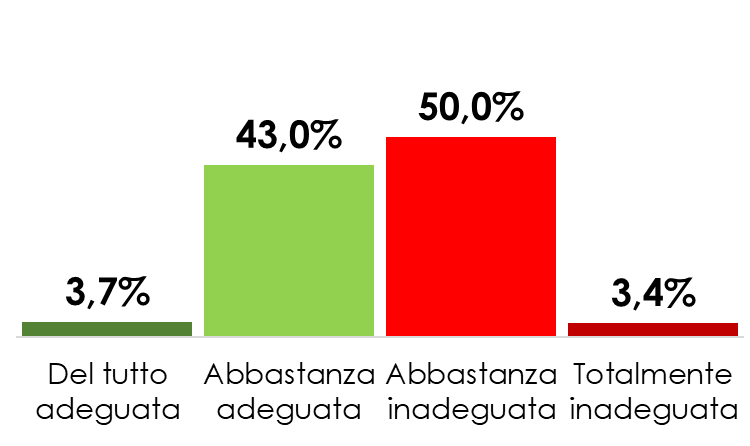 50,0%
43,0%
3,7%
3,4%
Del tutto adeguata
Abbastanza adeguata
Abbastanza inadeguata
Totalmente inadeguata